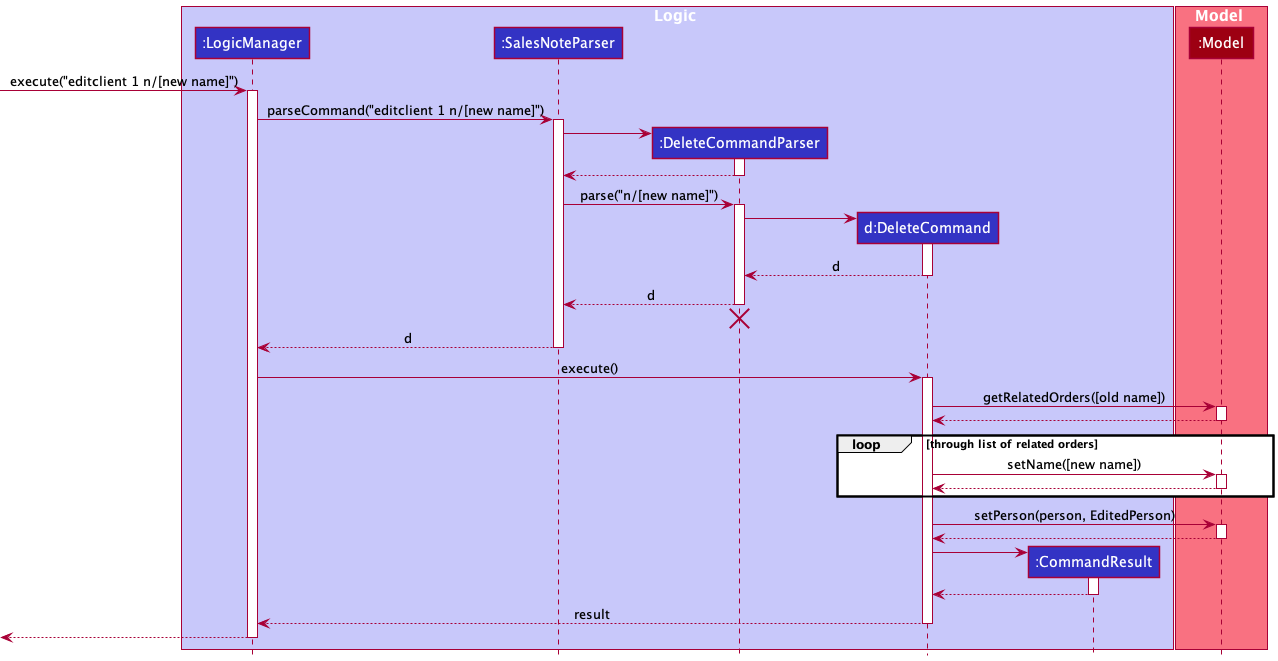 Logic
Model
:LogicManager
:SalesNoteParser
:Model
execute("editclient 1 n/[new name]")
parseCommand("editclient 1 n/[new name]")
:DeleteCommandParser
parse("n/[new name]")
d:DeleteCommand
d
d
d
execute()
getRelatedOrders([old name])
loop
[through list of related orders]
setName([new name])
setPerson(person, EditedPerson)
:CommandResult
result